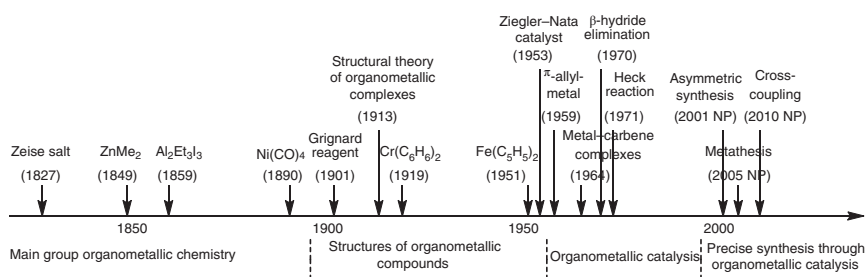 Ziegler–Nata
catalyst
(1953)
β-hydride
elimination
(1970)
Structural theory
of organometallic
complexes
(1913)
π-allyl-
metal
(1959)
Heck
reaction
(1971)
Asymmetric
synthesis
(2001 NP)
Cross-
coupling
(2010 NP)
Zeise salt
(1827)
ZnMe₂
(1849)
Al₂Et₃I₃
(1859)
Ni(CO)₄
(1890)
Grignard
reagent
(1901)
Cr(C₆H₆)₂
(1919)
Fe(C₅H₅)₂
(1951)
Metal–carbene
complexes
(1964)
Metathesis
(2005 NP)
1850
1900
1950
2000
Main group organometallic chemistry
Structures of organometallic
compounds
Organometallic catalysis
Precise synthesis through
organometallic catalysis